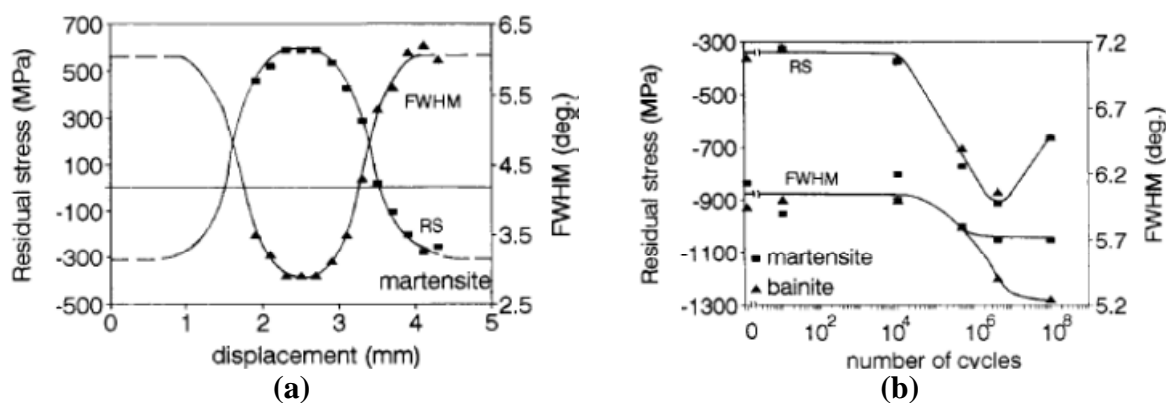 700
500
300
100
-100
-300
-500
Residual stress (MPa)
6.5
5.5
4.5
3.5
2.5
FWHM (deg.)
FWHM
RS
martensite
0
1
2
3
4
5
displacement (mm)
(a)
-300
-500
-700
-900
-1100
-1300
Residual stress (MPa)
7.2
6.7
6.2
5.7
5.2
FWHM (deg.)
RS
FWHM
martensite
bainite
0
10²
10⁴
10⁶
10⁸
number of cycles
(b)